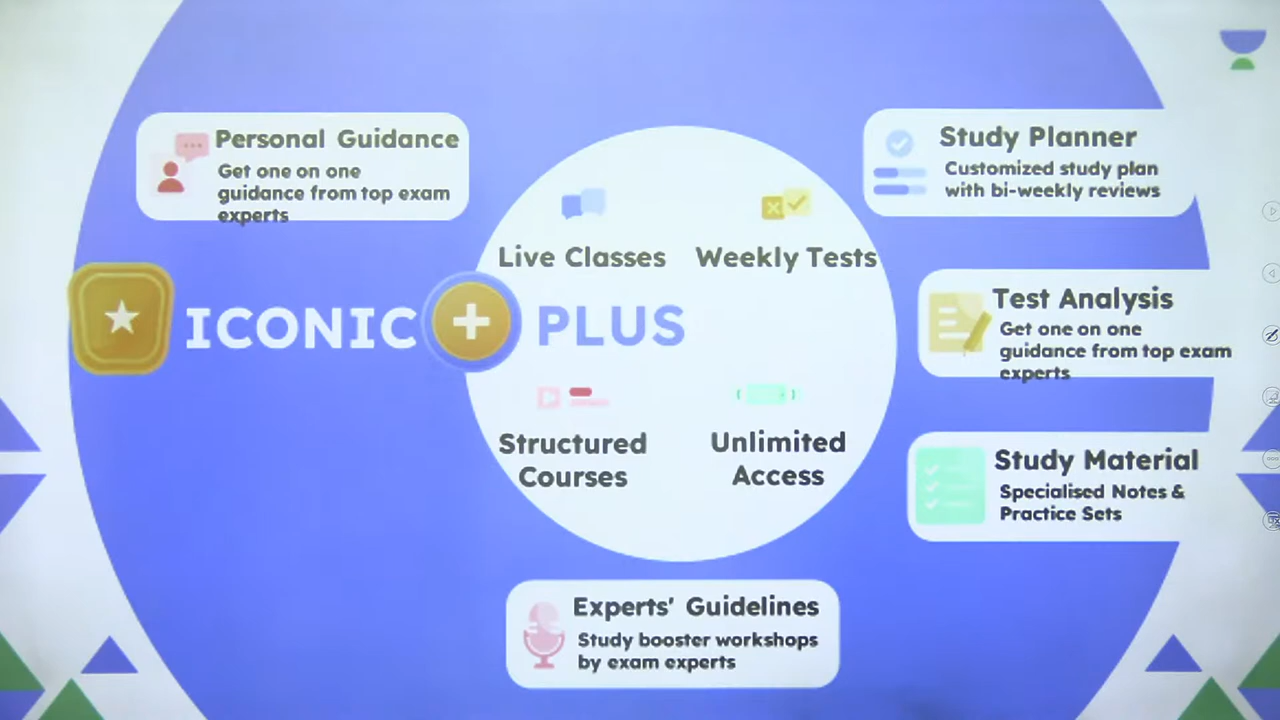 Personal Guidance
Get one on one
guidance from top exam
experts
Study Planner
Customized study plan
with bi-weekly reviews
Live Classes
Weekly Tests
ICONIC
PLUS
Test Analysis
Get one on one
guidance from top exam
experts
Structured
Courses
Unlimited
Access
Study Material
Specialised Notes &
Practice Sets
Experts' Guidelines
Study booster workshops
by exam experts